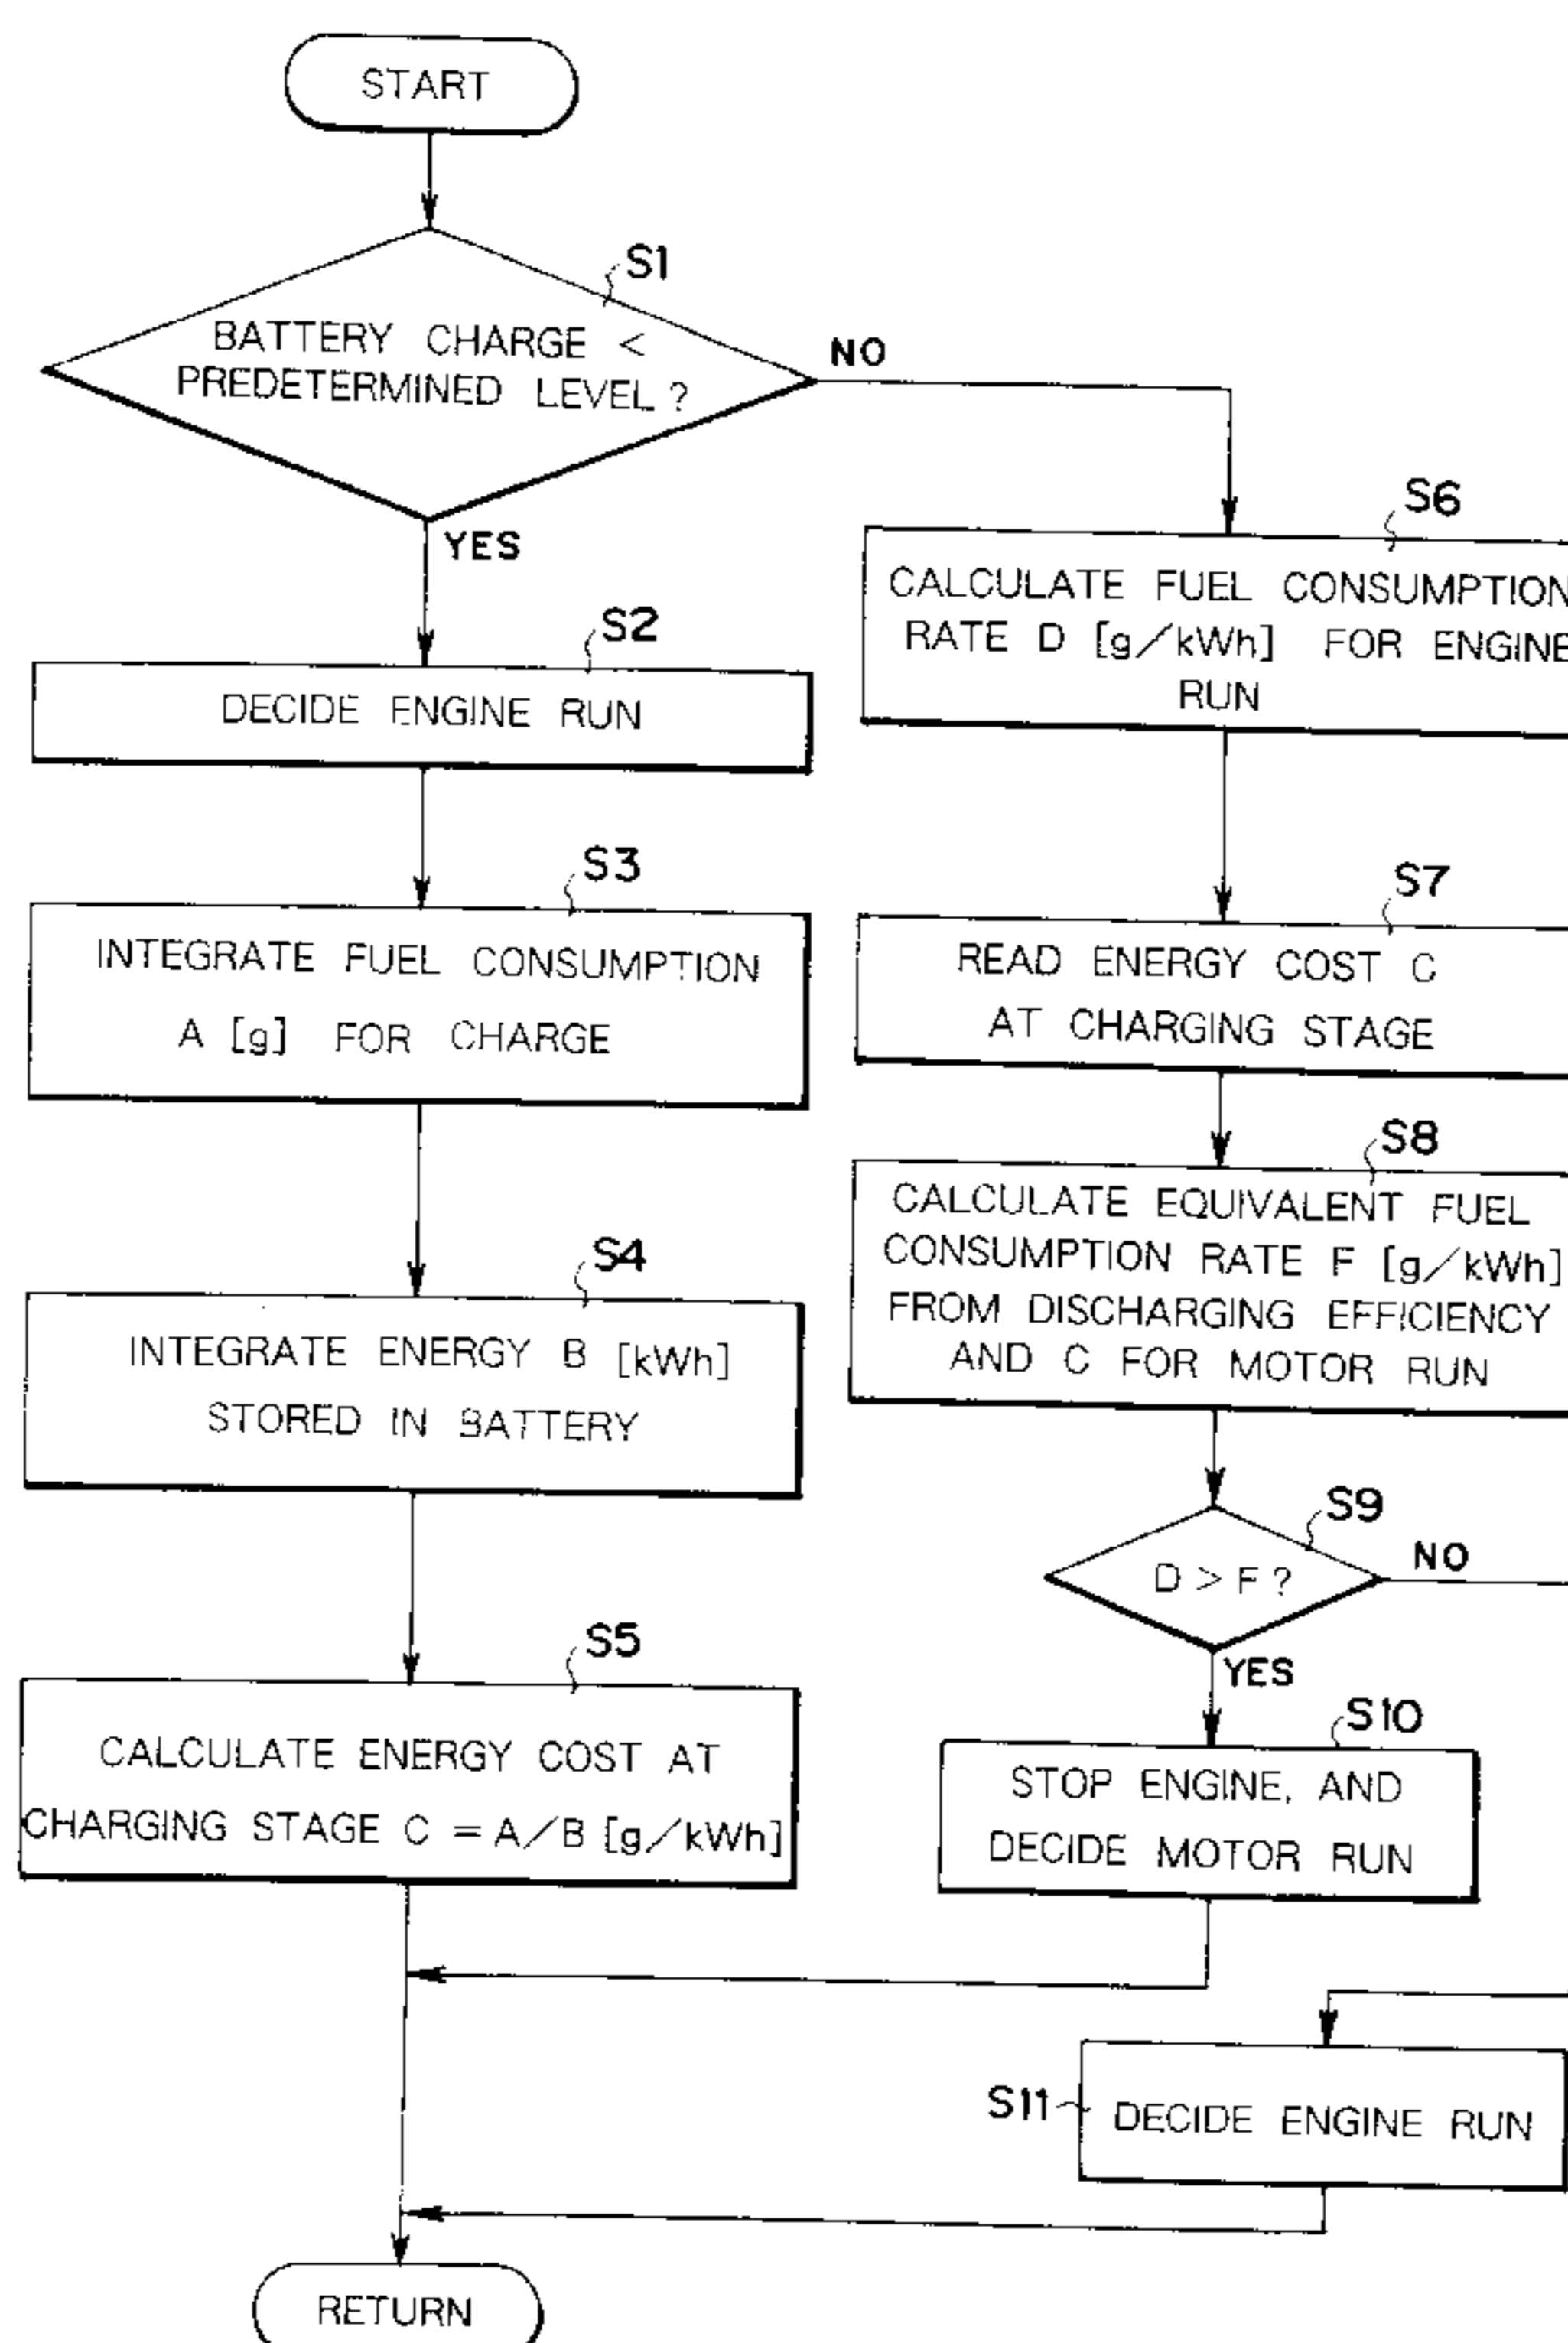 START
S1
BATTERY CHARGE <
PREDETERMINED LEVEL ?
NO
YES
S2
DECIDE ENGINE RUN
S3
INTEGRATE FUEL CONSUMPTION
A [g] FOR CHARGE
S4
INTEGRATE ENERGY B [kWh]
STORED IN BATTERY
S5
CALCULATE ENERGY COST AT
CHARGING STAGE C = A/B [g/kWh]
S6
CALCULATE FUEL CONSUMPTION
RATE D [g/kWh] FOR ENGINE
RUN
S7
READ ENERGY COST C
AT CHARGING STAGE
S8
CALCULATE EQUIVALENT FUEL
CONSUMPTION RATE F [g/kWh]
FROM DISCHARGING EFFICIENCY
AND C FOR MOTOR RUN
S9
D > F ?
NO
YES
S10
STOP ENGINE, AND
DECIDE MOTOR RUN
S11
DECIDE ENGINE RUN
RETURN